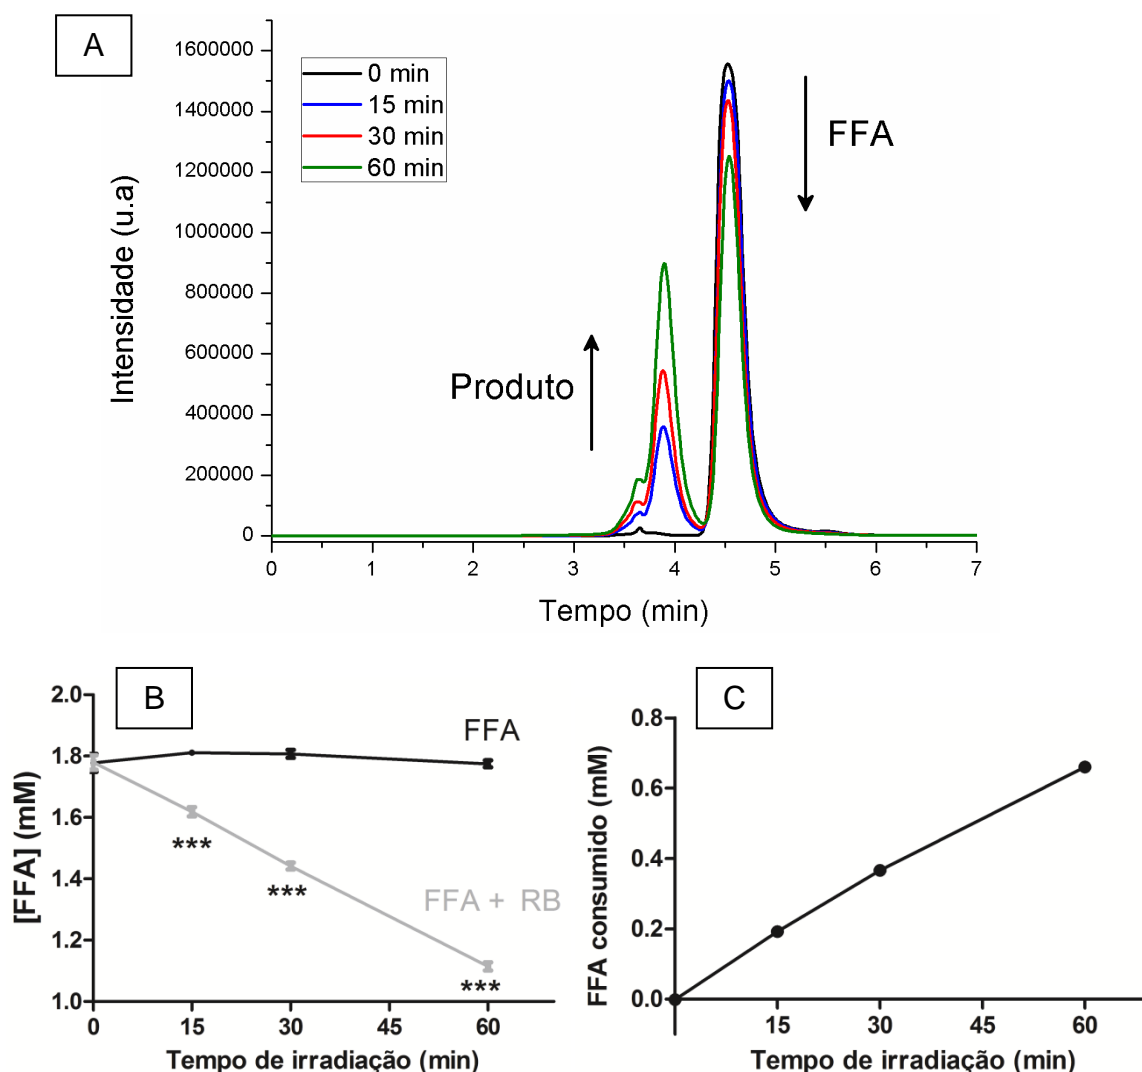 A
1600000
1400000
1200000
1000000
800000
600000
400000
200000
0
Intensidade (u.a)
0 min
15 min
30 min
60 min
FFA
Produto
0 1 2 3 4 5 6 7
Tempo (min)
B
2.0
1.8
1.6
1.4
1.2
1.0
[FFA] (mM)
FFA
***
***
FFA + RB
***
0 15 30 45 60
Tempo de irradiação (min)
C
0.8
0.6
0.4
0.2
0.0
FFA consumido (mM)
15 30 45 60
Tempo de irradiação (min)